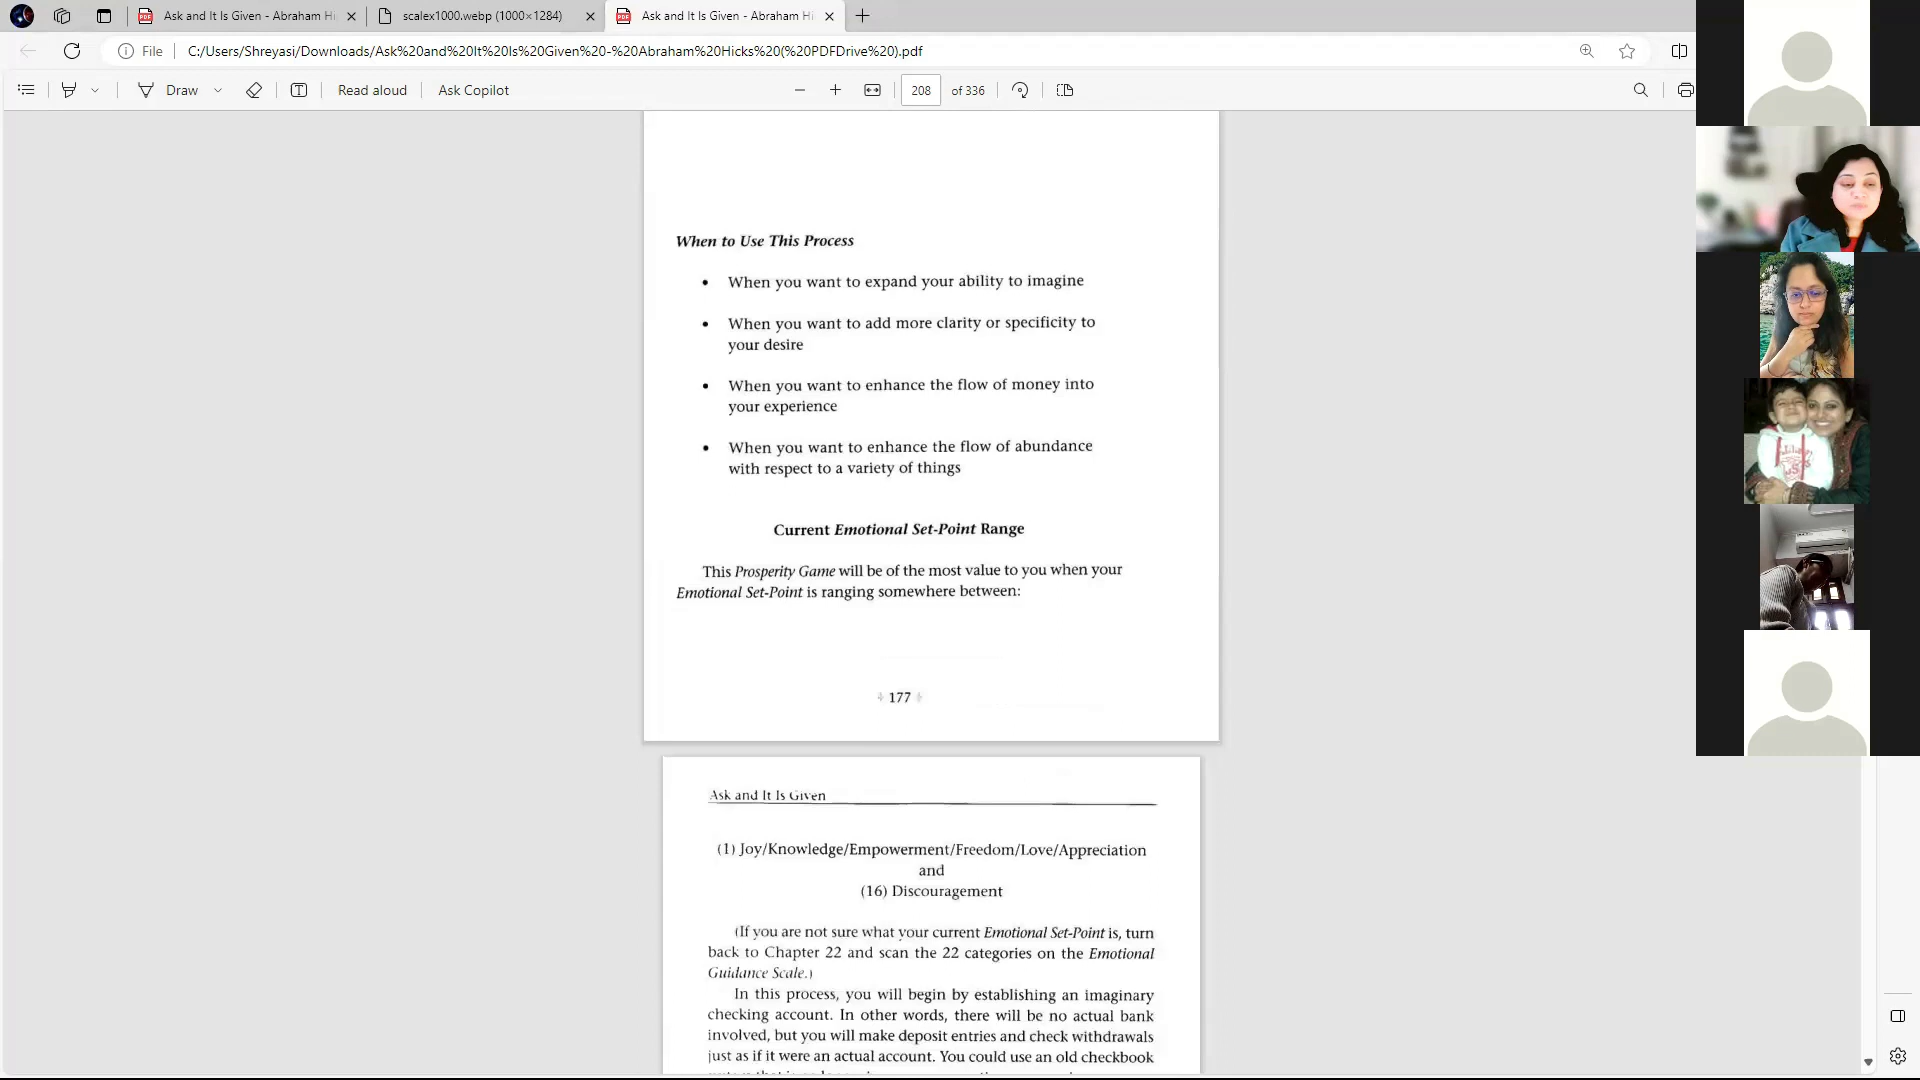 Ask and It Is Given - Abraham Hi
scalex1000.webp (1000×1284)
Ask and It Is Given - Abraham Hi
File
C:/Users/Shreyasi/Downloads/Ask%20and%20It%20Is%20Given%20-%20Abraham%20Hicks%20(%20PDFDrive%20).pdf
Draw
Read aloud
Ask Copilot
208
of 336
When to Use This Process
• When you want to expand your ability to imagine
• When you want to add more clarity or specificity to
your desire
• When you want to enhance the flow of money into
your experience
• When you want to enhance the flow of abundance
with respect to a variety of things
Current Emotional Set-Point Range
This Prosperity Game will be of the most value to you when your
Emotional Set-Point is ranging somewhere between:
177
Ask and It Is Given
(1) Joy/Knowledge/Empowerment/Freedom/Love/Appreciation
and
(16) Discouragement
(If you are not sure what your current Emotional Set-Point is, turn
back to Chapter 22 and scan the 22 categories on the Emotional
Guidance Scale.)
In this process, you will begin by establishing an imaginary
checking account. In other words, there will be no actual bank
involved, but you will make deposit entries and check withdrawals
just as if it were an actual account. You could use an old checkbook